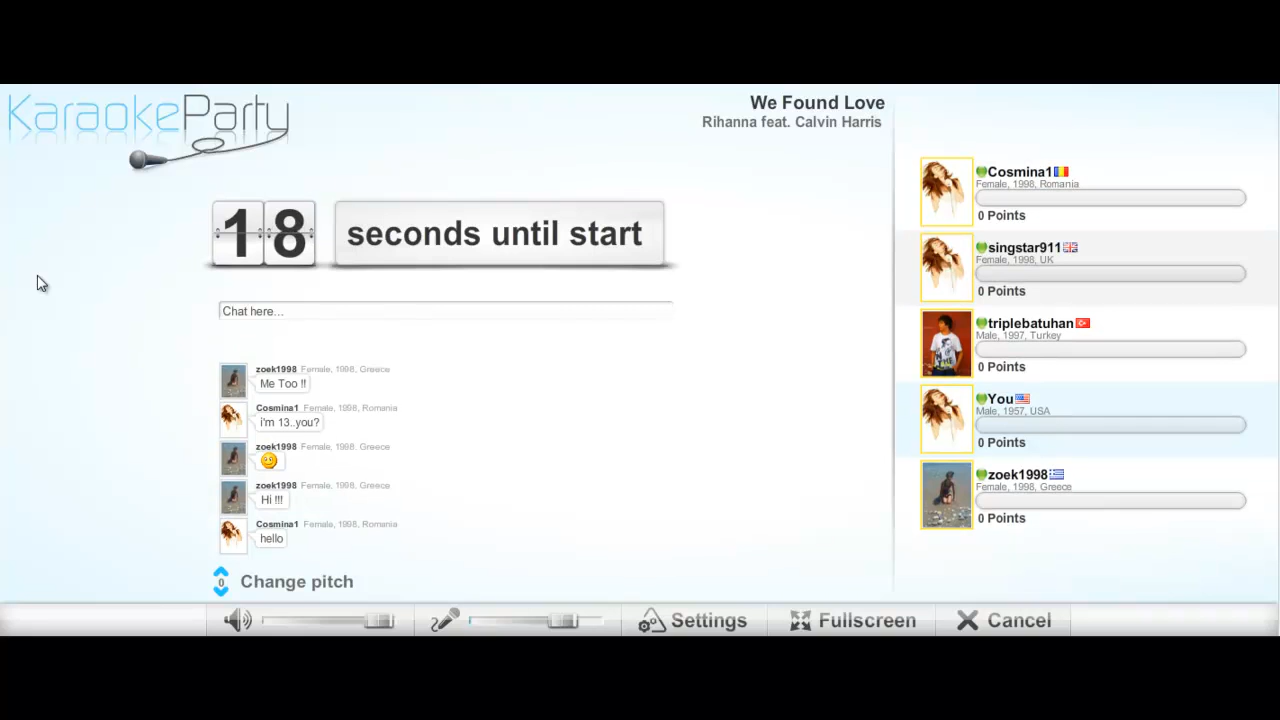 KaraokeParty
We Found Love
Rihanna feat. Calvin Harris
18 seconds until start
Chat here...
zoek1998 Female, 1998, Greece
Me Too !!
Cosmina1 Female, 1998, Romania
i'm 13..you?
zoek1998 Female, 1998, Greece
zoek1998 Female, 1998, Greece
Hi !!!
Cosmina1 Female, 1998, Romania
hello
0 Change pitch
Cosmina1
Female, 1998, Romania
0 Points
singstar911
Female, 1998, UK
0 Points
triplebatuhan
Male, 1997, Turkey
0 Points
You
Male, 1957, USA
0 Points
zoek1998
Female, 1998, Greece
0 Points
Settings Fullscreen Cancel